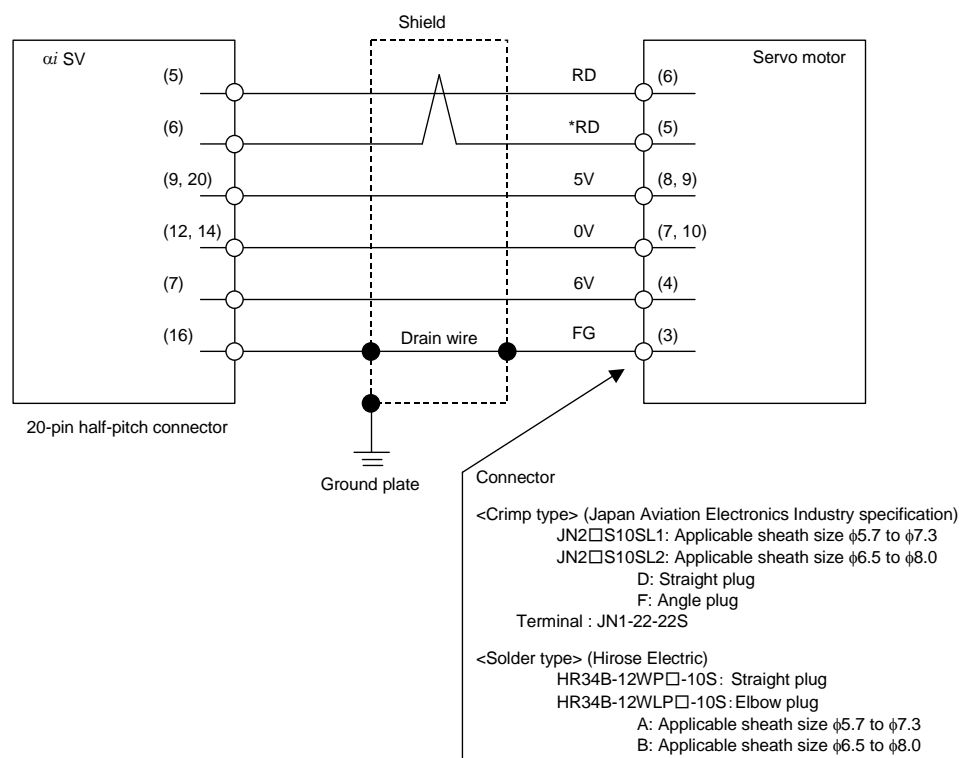 Shield
αi SV
Servo motor
(5) RD (6)
(6) *RD (5)
(9, 20) 5V (8, 9)
(12, 14) 0V (7, 10)
(7) 6V (4)
(16) Drain wire FG (3)
20-pin half-pitch connector
Ground plate
Connector
<Crimp type> (Japan Aviation Electronics Industry specification)
JN2□S10SL1: Applicable sheath size ϕ5.7 to ϕ7.3
JN2□S10SL2: Applicable sheath size ϕ6.5 to ϕ8.0
D: Straight plug
F: Angle plug
Terminal : JN1-22-22S
<Solder type> (Hirose Electric)
HR34B-12WP□-10S: Straight plug
HR34B-12WLP□-10S: Elbow plug
A: Applicable sheath size ϕ5.7 to ϕ7.3
B: Applicable sheath size ϕ6.5 to ϕ8.0